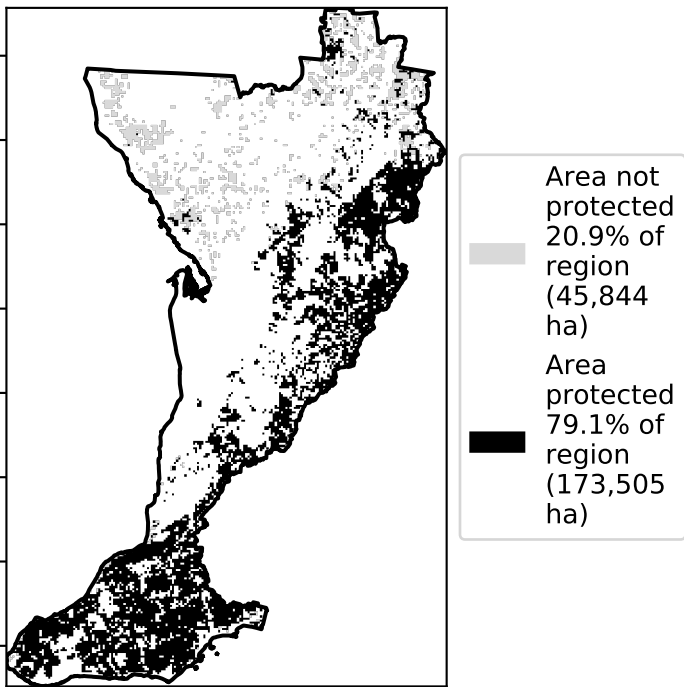 Area not
protected
20.9% of
region
(45,844
ha)
Area
protected
79.1% of
region
(173,505
ha)